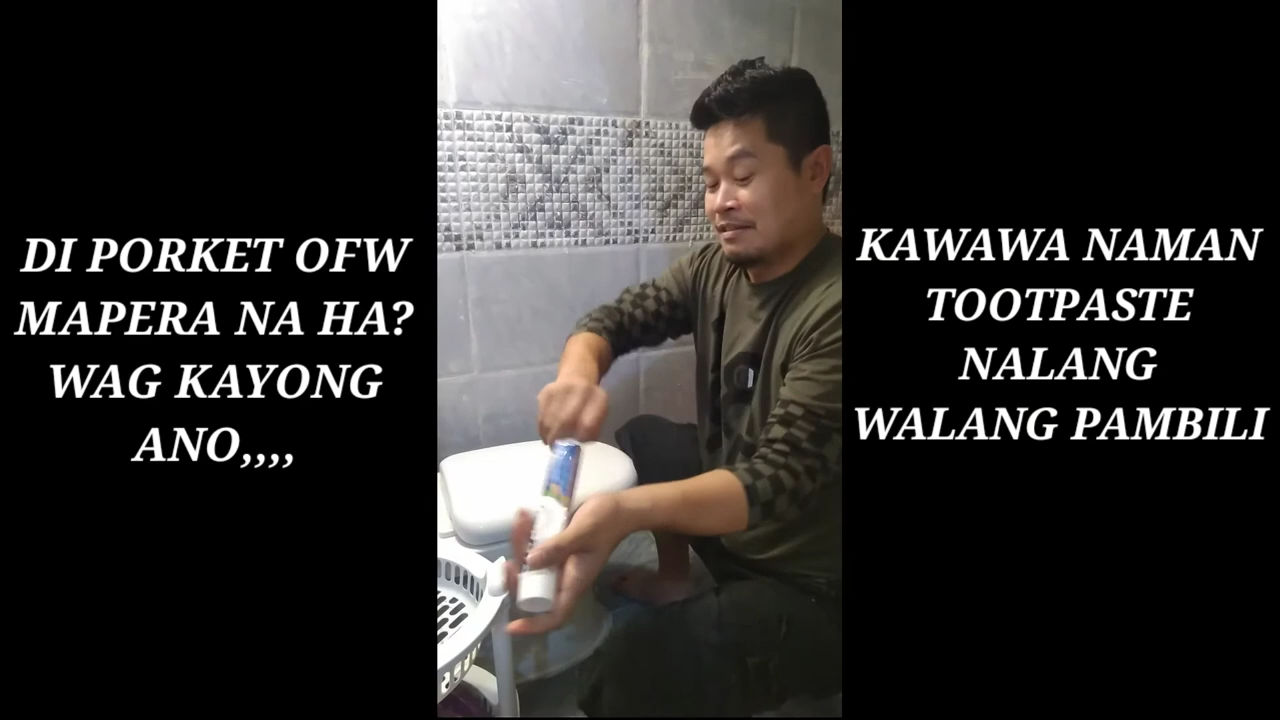 DI PORKET OFW
MAPERA NA HA?
WAG KAYONG
ANO,,,,
KAWAWA NAMAN
TOOTPASTE
NALANG
WALANG PAMBILI